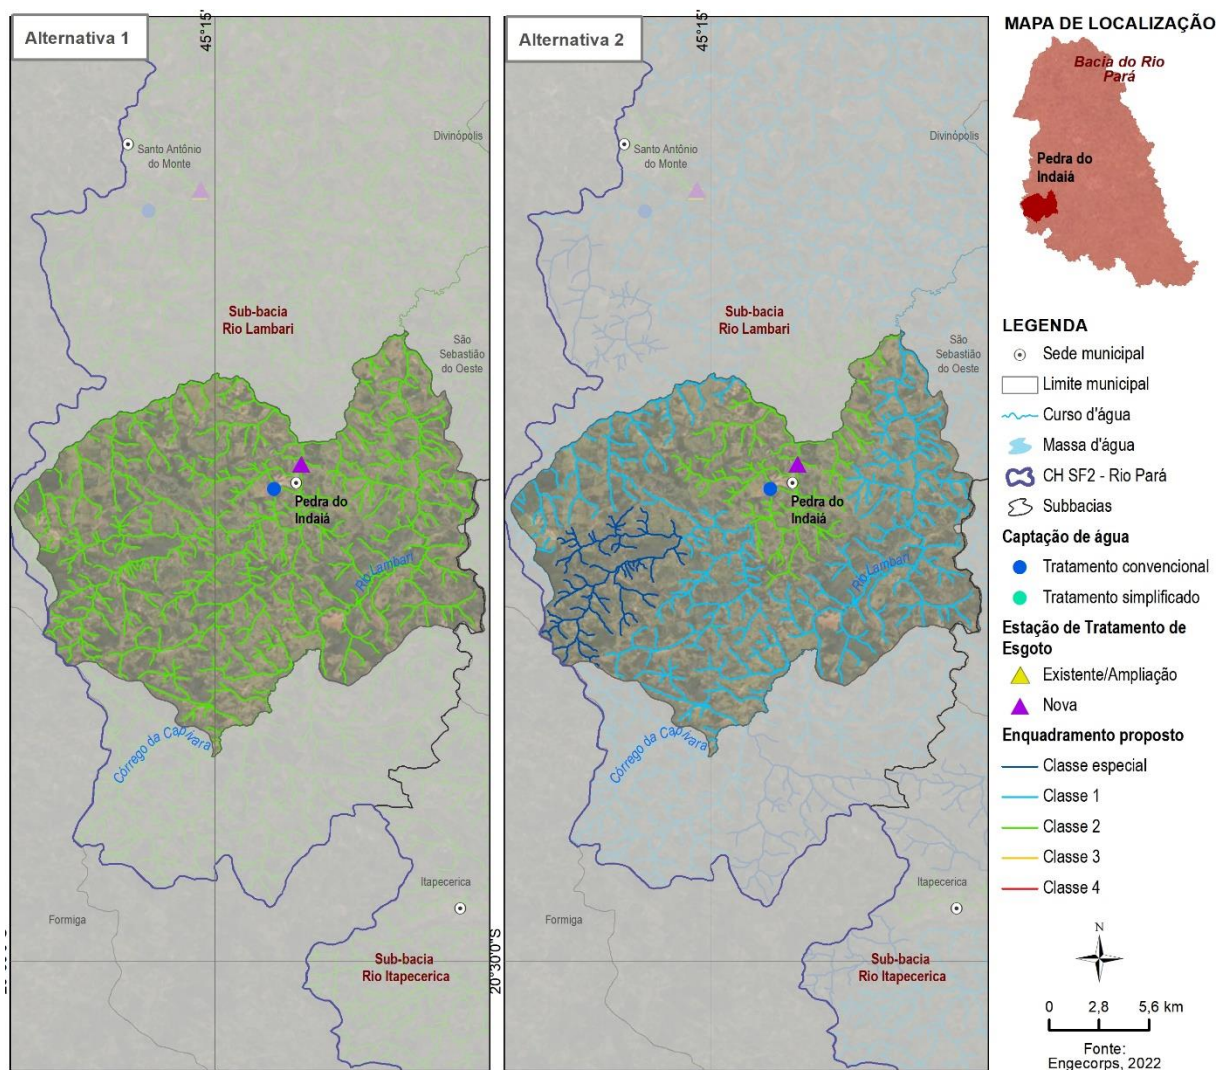 Alternativa 1
45°15'
Santo Antônio
do Monte
Divinópolis
Sub-bacia
Rio Lambari
São
Sebastião
do Oeste
Pedra do
Indaiá
Rio Lambari
Córrego da Capivara
Formiga
Itapecerica
Sub-bacia
Rio Itapecerica
Alternativa 2
45°15'
Santo Antônio
do Monte
Divinópolis
Sub-bacia
Rio Lambari
São
Sebastião
do Oeste
Pedra do
Indaiá
Rio Lambari
Córrego da Capivara
Formiga
Itapecerica
20°30'0"S
Sub-bacia
Rio Itapecerica
MAPA DE LOCALIZAÇÃO
Bacia do Rio
Pará
Pedra do
Indaiá
LEGENDA
Sede municipal
Limite municipal
Curso d'água
Massa d'água
CH SF2 - Rio Pará
Subbacias
Captação de água
Tratamento convencional
Tratamento simplificado
Estação de Tratamento de
Esgoto
Existente/Ampliação
Nova
Enquadramento proposto
Classe especial
Classe 1
Classe 2
Classe 3
Classe 4
N
0 2,8 5,6 km
Fonte:
Engecorps, 2022